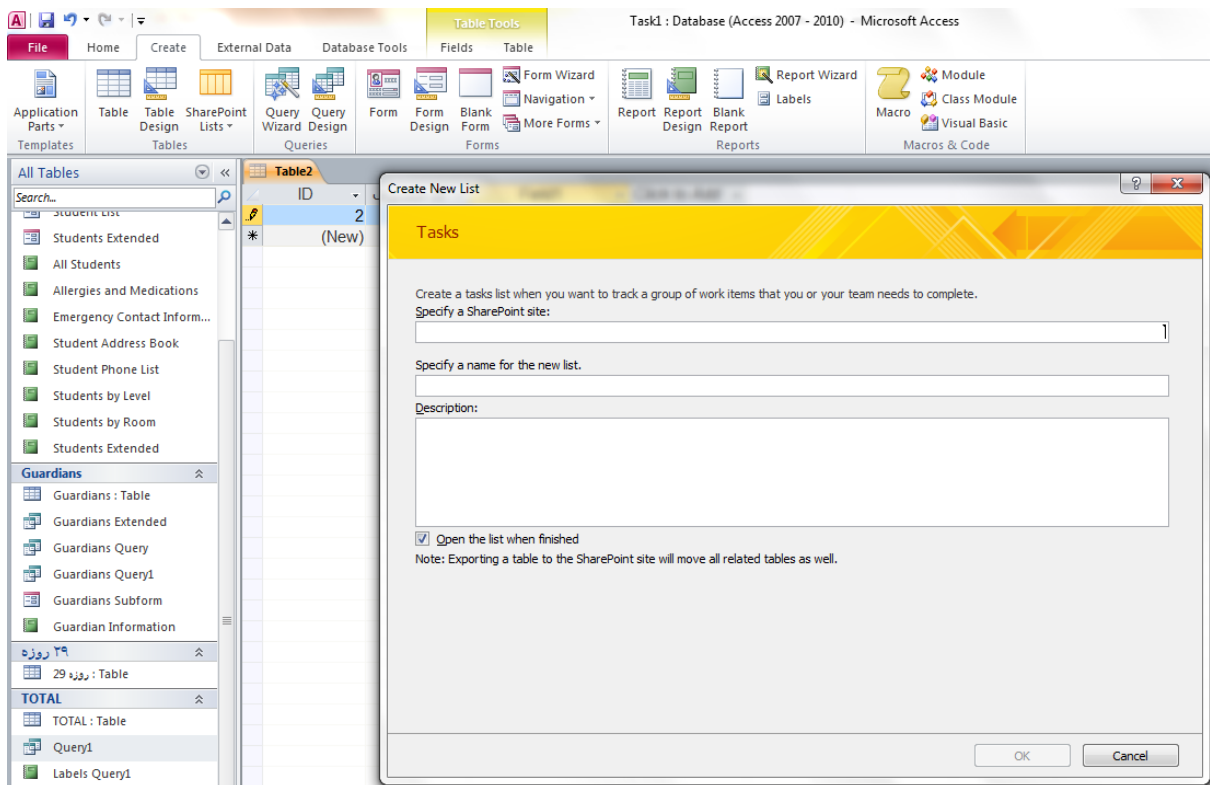 Table Tools
Task1 : Database (Access 2007 - 2010) - Microsoft Access
File Home Create External Data Database Tools Fields Table
Application Parts
Table
Table Design
SharePoint Lists
Query Wizard
Query Design
Form
Form Design
Blank Form
Form Wizard
Navigation
More Forms
Report
Report Design
Blank Report
Report Wizard
Labels
Macro
Module
Class Module
Visual Basic
Templates Tables Queries Forms Reports Macros & Code
All Tables
Search...
Student List
Students Extended
All Students
Allergies and Medications
Emergency Contact Inform...
Student Address Book
Student Phone List
Students by Level
Students by Room
Students Extended
Guardians
Guardians : Table
Guardians Extended
Guardians Query
Guardians Query1
Guardians Subform
Guardian Information
۲۹ روزه
29 روزه : Table
TOTAL
TOTAL : Table
Query1
Labels Query1
Table2
ID
2
(New)
Create New List
Tasks
Create a tasks list when you want to track a group of work items that you or your team needs to complete.
Specify a SharePoint site:
Specify a name for the new list.
Description:
Open the list when finished
Note: Exporting a table to the SharePoint site will move all related tables as well.
OK Cancel